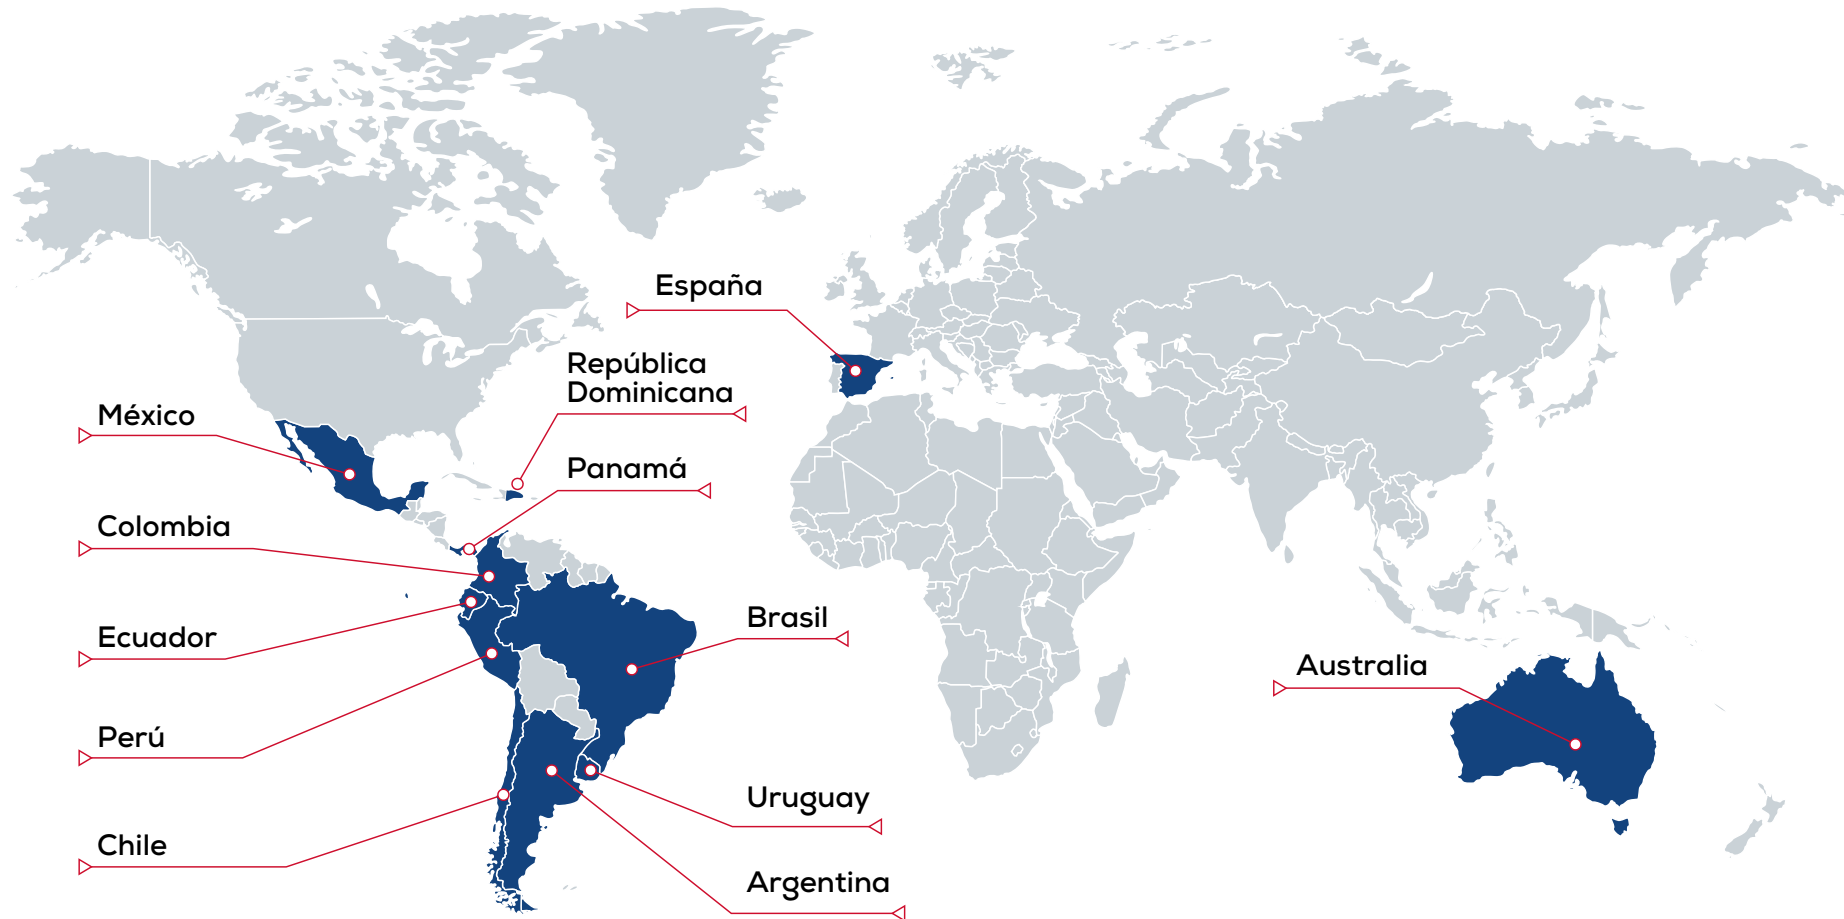 España
República
Dominicana
México
Panamá
Colombia
Brasil
Ecuador
Australia
Perú
Uruguay
Chile
Argentina